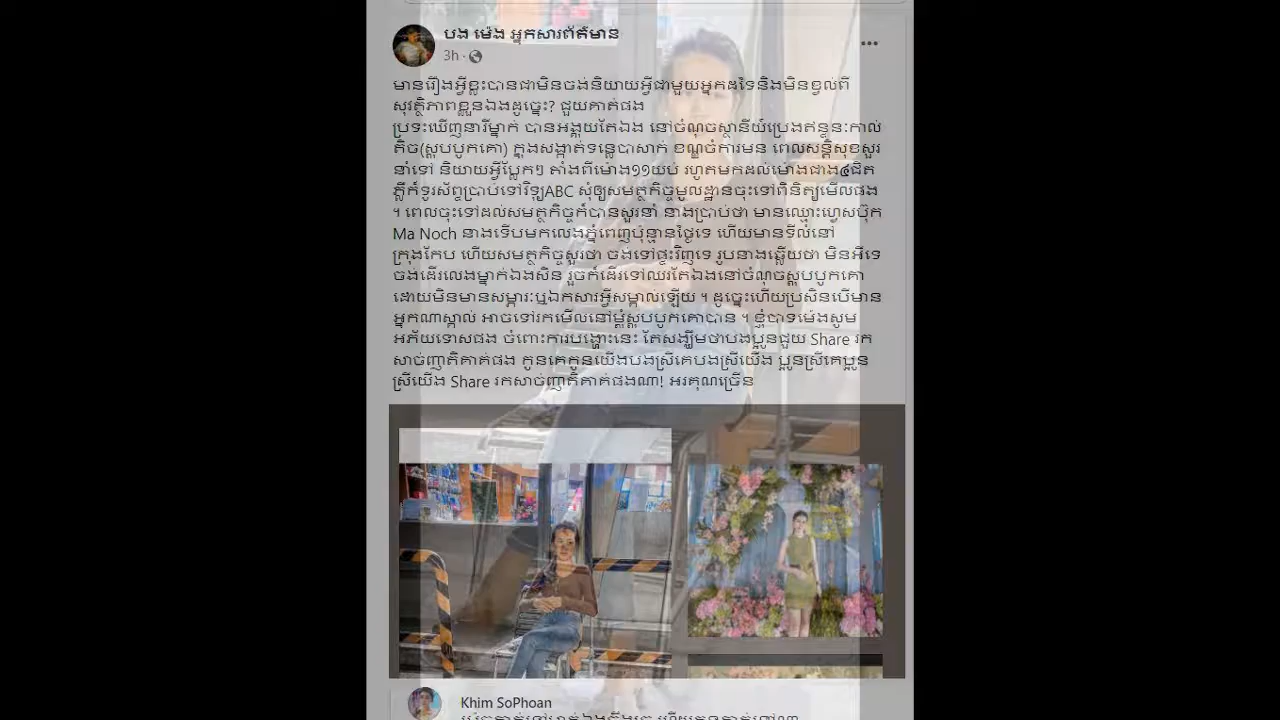 បង ម៉េង អ្នកសារព័ត៌មាន
3h
មានរឿងអ្វីខ្លះបានជាមិនចង់និយាយអ្វីជាមួយអ្នកដទៃនិងមិនខ្វល់ពី
សុវត្ថិភាពខ្លួនឯងដូច្នេះ? ជួយគាត់ផង
ប្រទះឃើញនារីម្នាក់ បានអង្គុយតែឯង នៅចំណុចស្ថានីយ៍ប្រេងឥន្ធនៈកាល់
តិច(ស្តុបបូកគោ) ក្នុងសង្កាត់ទន្លេបាសាក់ ខណ្ឌចំការមន ពេលសន្តិសុខសួរ
នាំទៅ និយាយអ្វីប្លែកៗ តាំងពីម៉ោង១១យប់ រហូតមកដល់ម៉ោងជាង៤ជិត
ភ្លឺក៏ទូរស័ព្ទប្រាប់ទៅវិទ្យុABC សុំឲ្យសមត្ថកិច្ចមូលដ្ឋានចុះទៅពិនិត្យមើលផង
។ ពេលចុះទៅដល់សមត្ថកិច្ចក៏បានសួរនាំ នាងប្រាប់ថា មានឈ្មោះហ្វេសប៊ុក
Ma Noch នាងទើបមកលេងភ្នំពេញប៉ុន្មានថ្ងៃទេ ហើយមានទីលំនៅ
ក្រុងកែប ហើយសមត្ថកិច្ចសួរថា ចង់ទៅផ្ទះវិញទេ រូបនាងឆ្លើយថា មិនអីទេ
ចង់ដើរលេងម្នាក់ឯងសិន រួចក៏ដើរទៅឈរតែឯងនៅចំណុចស្តុបបូកគោ
ដោយមិនមានសម្ភារៈឬឯកសារអ្វីសម្គាល់ឡើយ ។ ដូច្នេះហើយប្រសិនបើមាន
អ្នកណាស្គាល់ អាចទៅរកមើលនៅម្តុំស្តុបបូកគោបាន ។ ខ្ញុំបាទម៉េងសូម
អភ័យទោសផង ចំពោះការបង្ហោះនេះ តែសង្ឃឹមថាបងប្អូនជួយ Share រក
សាច់ញាតិគាត់ផង កូនគេកូនយើងបងស្រីគេបងស្រីយើង ប្អូនស្រីគេប្អូន
ស្រីយើង Share រកសាច់ញ្ញាតិគាត់ផងណា! អរគុណច្រើន
Khim SoPhoan